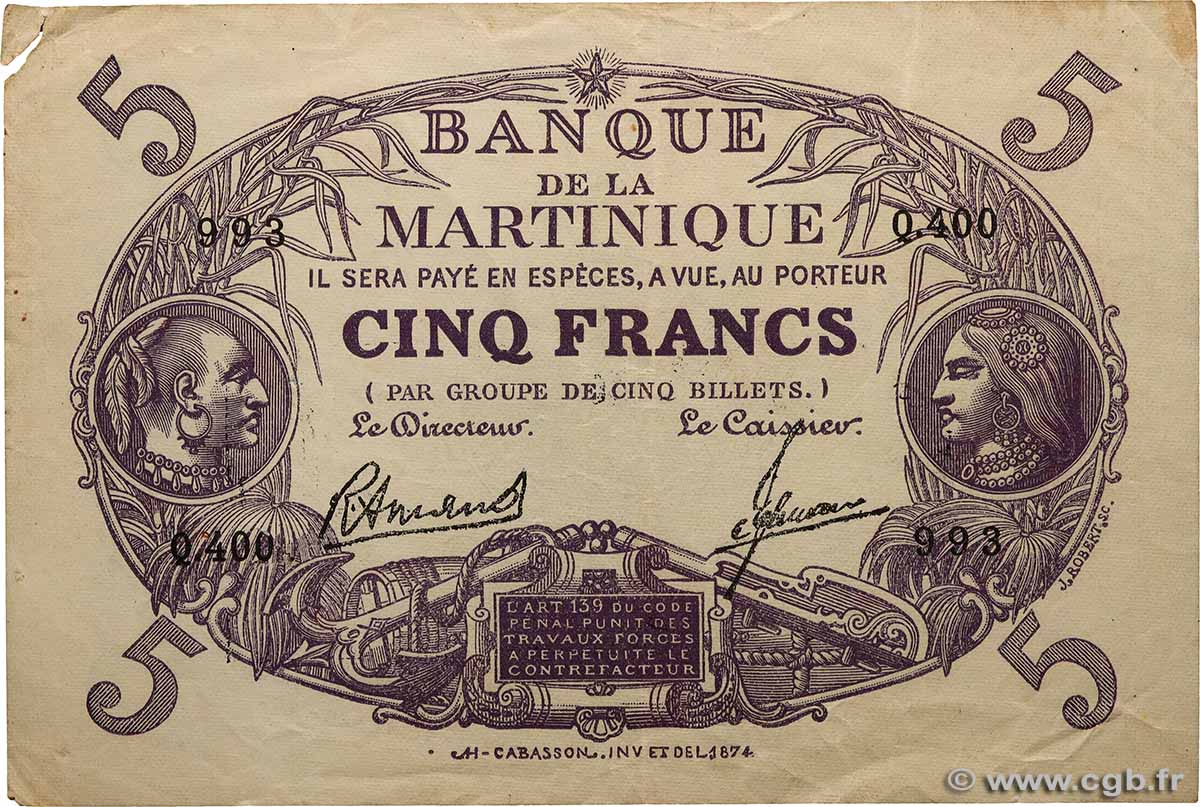 5 5
BANQUE
DE LA
MARTINIQUE
993 Q.400
IL SERA PAYÉ EN ESPÈCES, A VUE, AU PORTEUR
CINQ FRANCS
( PAR GROUPE DE CINQ BILLETS. )
Le Directeur. Le Caissier.
R. Amand
Q.400 993
J. ROBERT, SC.
L'ART. 139 DU CODE
PÉNAL PUNIT DES
TRAVAUX FORCÉS
A PERPÉTUITÉ LE
CONTREFACTEUR
5 5
H-CABASSON. INV ET DEL, 1874
© www.cgb.fr